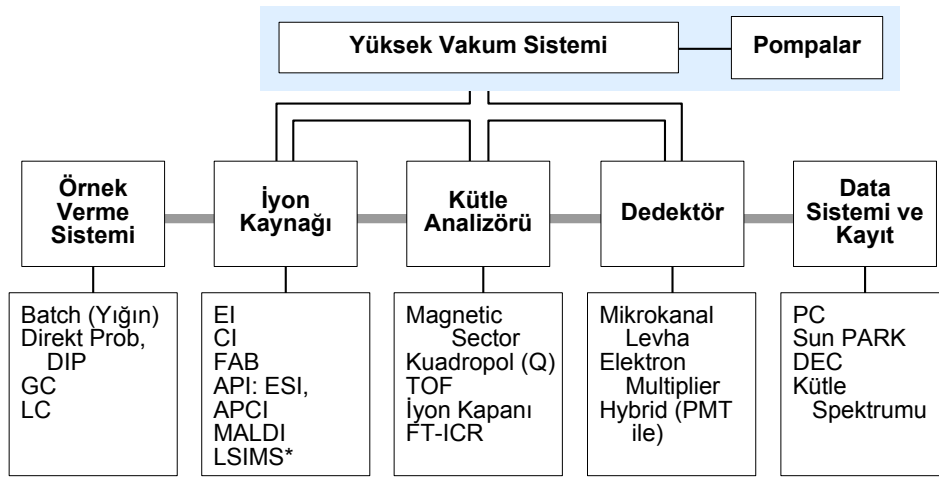 Yüksek Vakum Sistemi
Pompalar
Örnek
Verme
Sistemi
İyon
Kaynağı
Kütle
Analizörü
Dedektör
Data
Sistemi ve
Kayıt
Batch (Yığın)
Direkt Prob,
DIP
GC
LC
EI
CI
FAB
API: ESI,
APCI
MALDI
LSIMS*
Magnetic
Sector
Kuadropol (Q)
TOF
İyon Kapanı
FT-ICR
Mikrokanal
Levha
Elektron
Multiplier
Hybrid (PMT
ile)
PC
Sun PARK
DEC
Kütle
Spektrumu